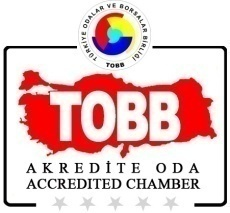 TÜRKİYE ODALAR VE BORSALAR BİRLİĞİ
TOBB
TOBB
AKREDİTE ODA
ACCREDITED CHAMBER